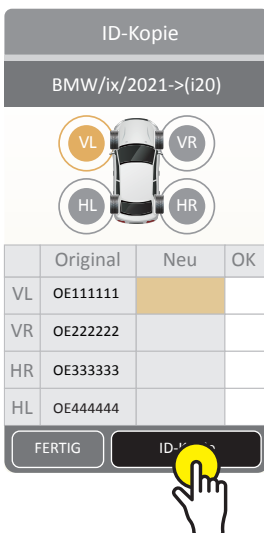 ID-Kopie
BMW/ix/2021->(i20)
VL VR
HL HR
Original Neu OK
VL OE111111
VR OE222222
HR OE333333
HL OE444444
FERTIG